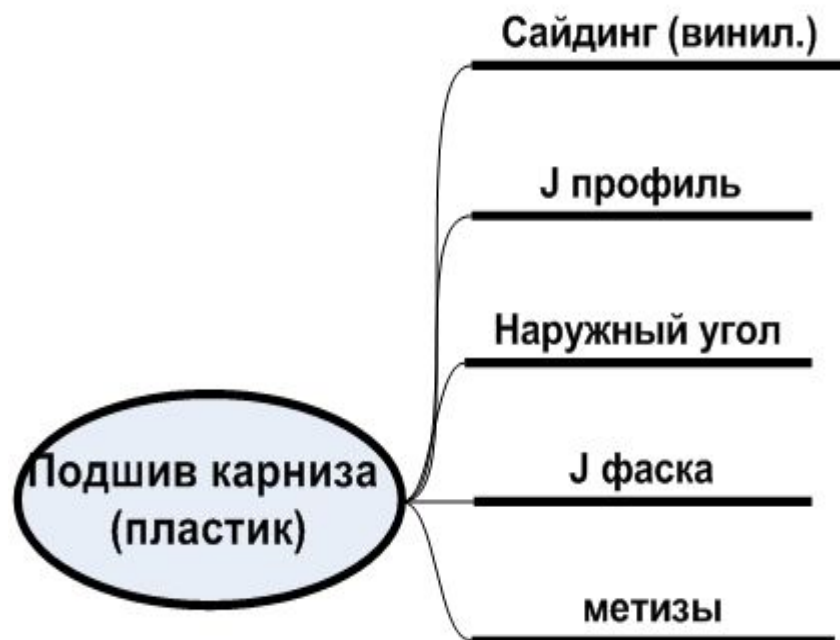 Сайдинг (винил.)
J профиль
Наружный угол
J фаска
Подшив карниза
(пластик)
метизы